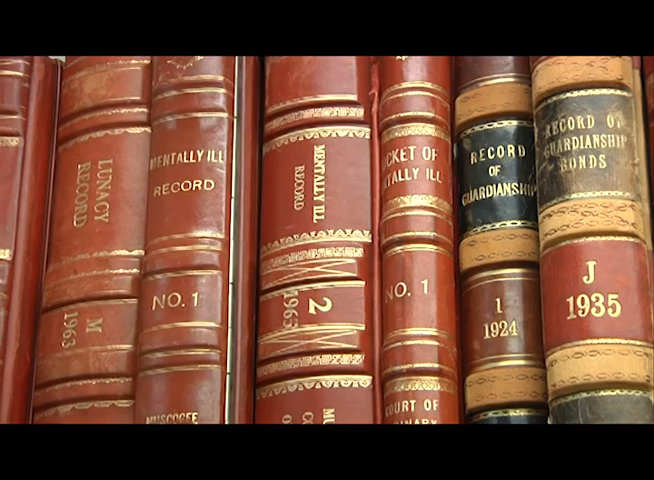 LUNACY
RECORD
M
1963
MENTALLY ILL
RECORD
NO. 1
MUSCOGEE
MENTALLY ILL
RECORD
2
1963
CKET OF
TALLY ILL
NO. 1
COURT OF
RECORD
OF
GUARDIANSHIP
1
1924
RECORD OF
GUARDIANSHIP
BONDS
J
1935